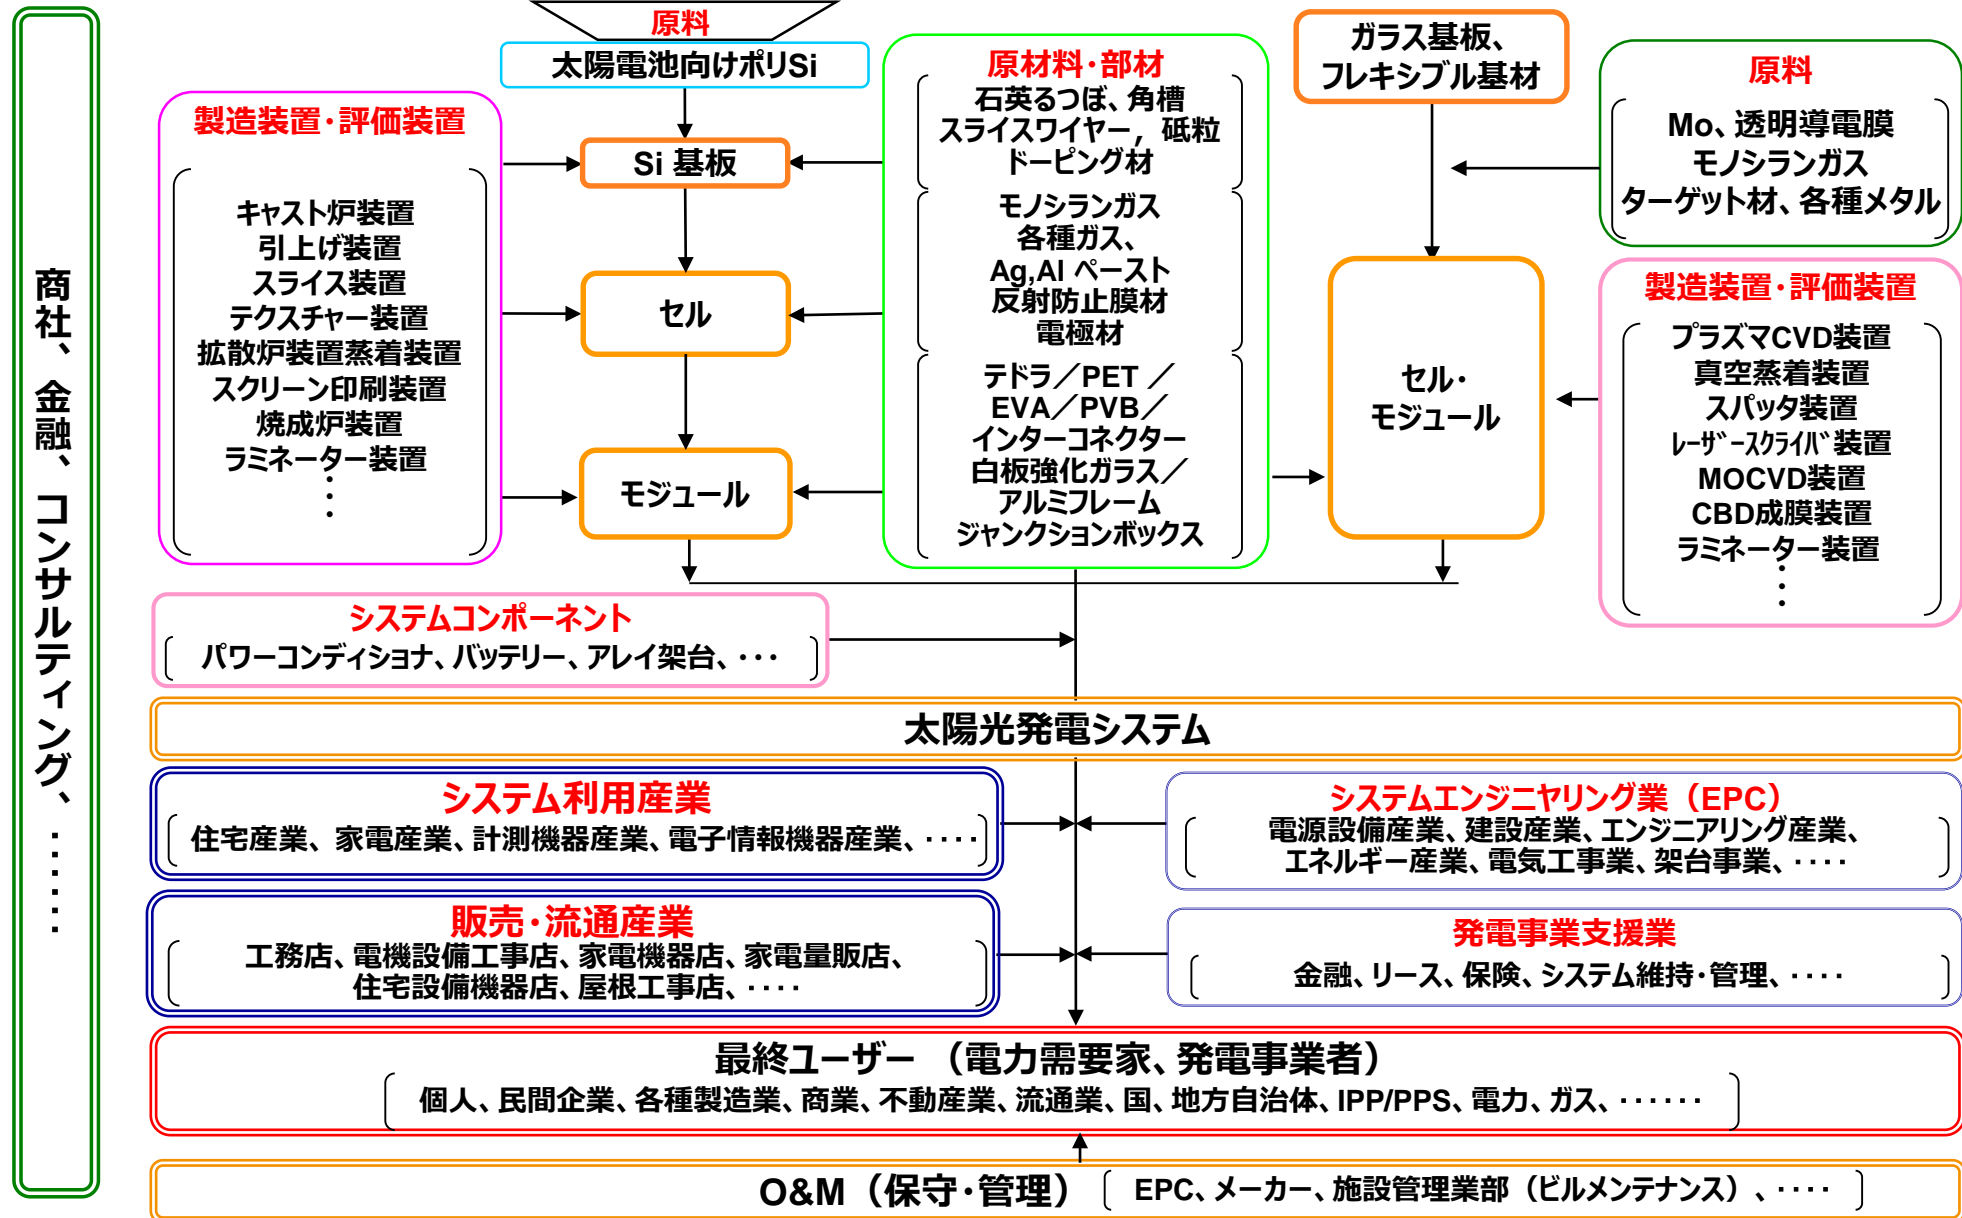 商社、金融、コンサルティング、‥‥‥‥
原料
太陽電池向けポリSi
Si 基板
セル
モジュール
製造装置・評価装置
キャスト炉装置
引上げ装置
スライス装置
テクスチャー装置
拡散炉装置蒸着装置
スクリーン印刷装置
焼成炉装置
ラミネーター装置
・・・
原材料・部材
石英るつぼ、角槽
スライスワイヤー，砥粒
ドーピング材
モノシランガス
各種ガス、
Ag,Al ペースト
反射防止膜材
電極材
テドラ／PET ／
EVA／PVB／
インターコネクター
白板強化ガラス／
アルミフレーム
ジャンクションボックス
ガラス基板、
フレキシブル基材
セル・
モジュール
原料
Mo、透明導電膜
モノシランガス
ターゲット材、各種メタル
製造装置・評価装置
プラズマCVD装置
真空蒸着装置
スパッタ装置
ﾚｰｻﾞｰｽｸﾗｲﾊﾞ装置
MOCVD装置
CBD成膜装置
ラミネーター装置
・・・
システムコンポーネント
パワーコンディショナ、バッテリー、アレイ架台、・・・
太陽光発電システム
システム利用産業
住宅産業、家電産業、計測機器産業、電子情報機器産業、・・・・
システムエンジニヤリング業（EPC）
電源設備産業、建設産業、エンジニアリング産業、
エネルギー産業、電気工事業、架台事業、・・・・
販売・流通産業
工務店、電機設備工事店、家電機器店、家電量販店、
住宅設備機器店、屋根工事店、・・・・
発電事業支援業
金融、リース、保険、システム維持・管理、・・・・
最終ユーザー （電力需要家、発電事業者）
個人、民間企業、各種製造業、商業、不動産業、流通業、国、地方自治体、IPP/PPS、電力、ガス、・・・・・・
O&M（保守・管理） EPC、メーカー、施設管理業部（ビルメンテナンス）、・・・・